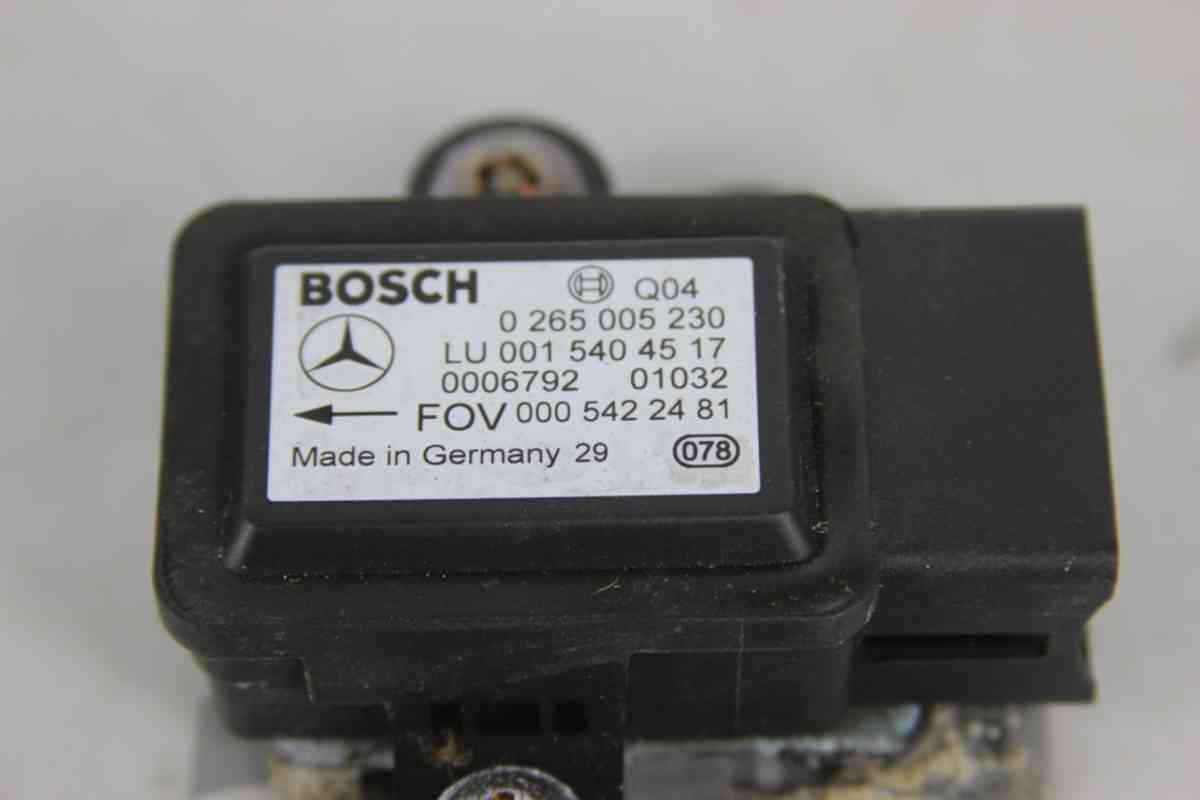 BOSCH Q04
0 265 005 230
LU 001 540 45 17
0006792 01032
FOV 000 542 24 81
Made in Germany 29 078